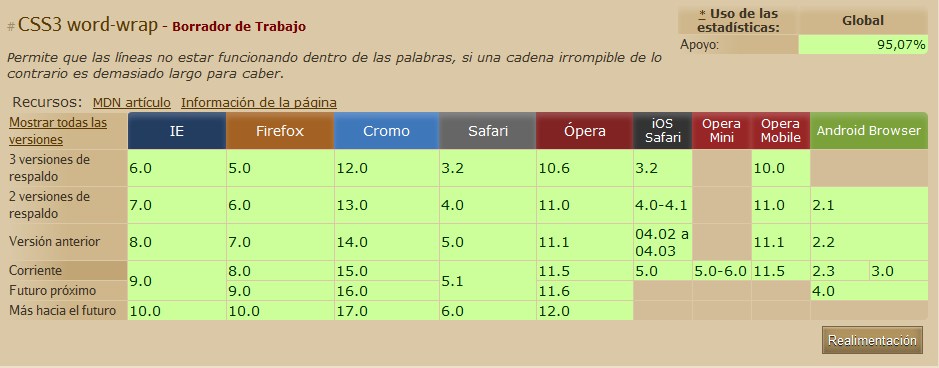 # CSS3 word-wrap - Borrador de Trabajo
* Uso de las estadísticas: Global
Apoyo: 95,07%
Permite que las líneas no estar funcionando dentro de las palabras, si una cadena irrompible de lo
contrario es demasiado largo para caber.
Recursos: MDN artículo Información de la página
Mostrar todas las versiones IE Firefox Cromo Safari Ópera iOS Safari Opera Mini Opera Mobile Android Browser
3 versiones de respaldo 6.0 5.0 12.0 3.2 10.6 3.2 10.0
2 versiones de respaldo 7.0 6.0 13.0 4.0 11.0 4.0-4.1 11.0 2.1
Versión anterior 8.0 7.0 14.0 5.0 11.1 04.02 a 04.03 11.1 2.2
Corriente 9.0 8.0 15.0 5.1 11.5 5.0 5.0-6.0 11.5 2.3 3.0
Futuro próximo 9.0 16.0 11.6 4.0
Más hacia el futuro 10.0 10.0 17.0 6.0 12.0
Realimentación